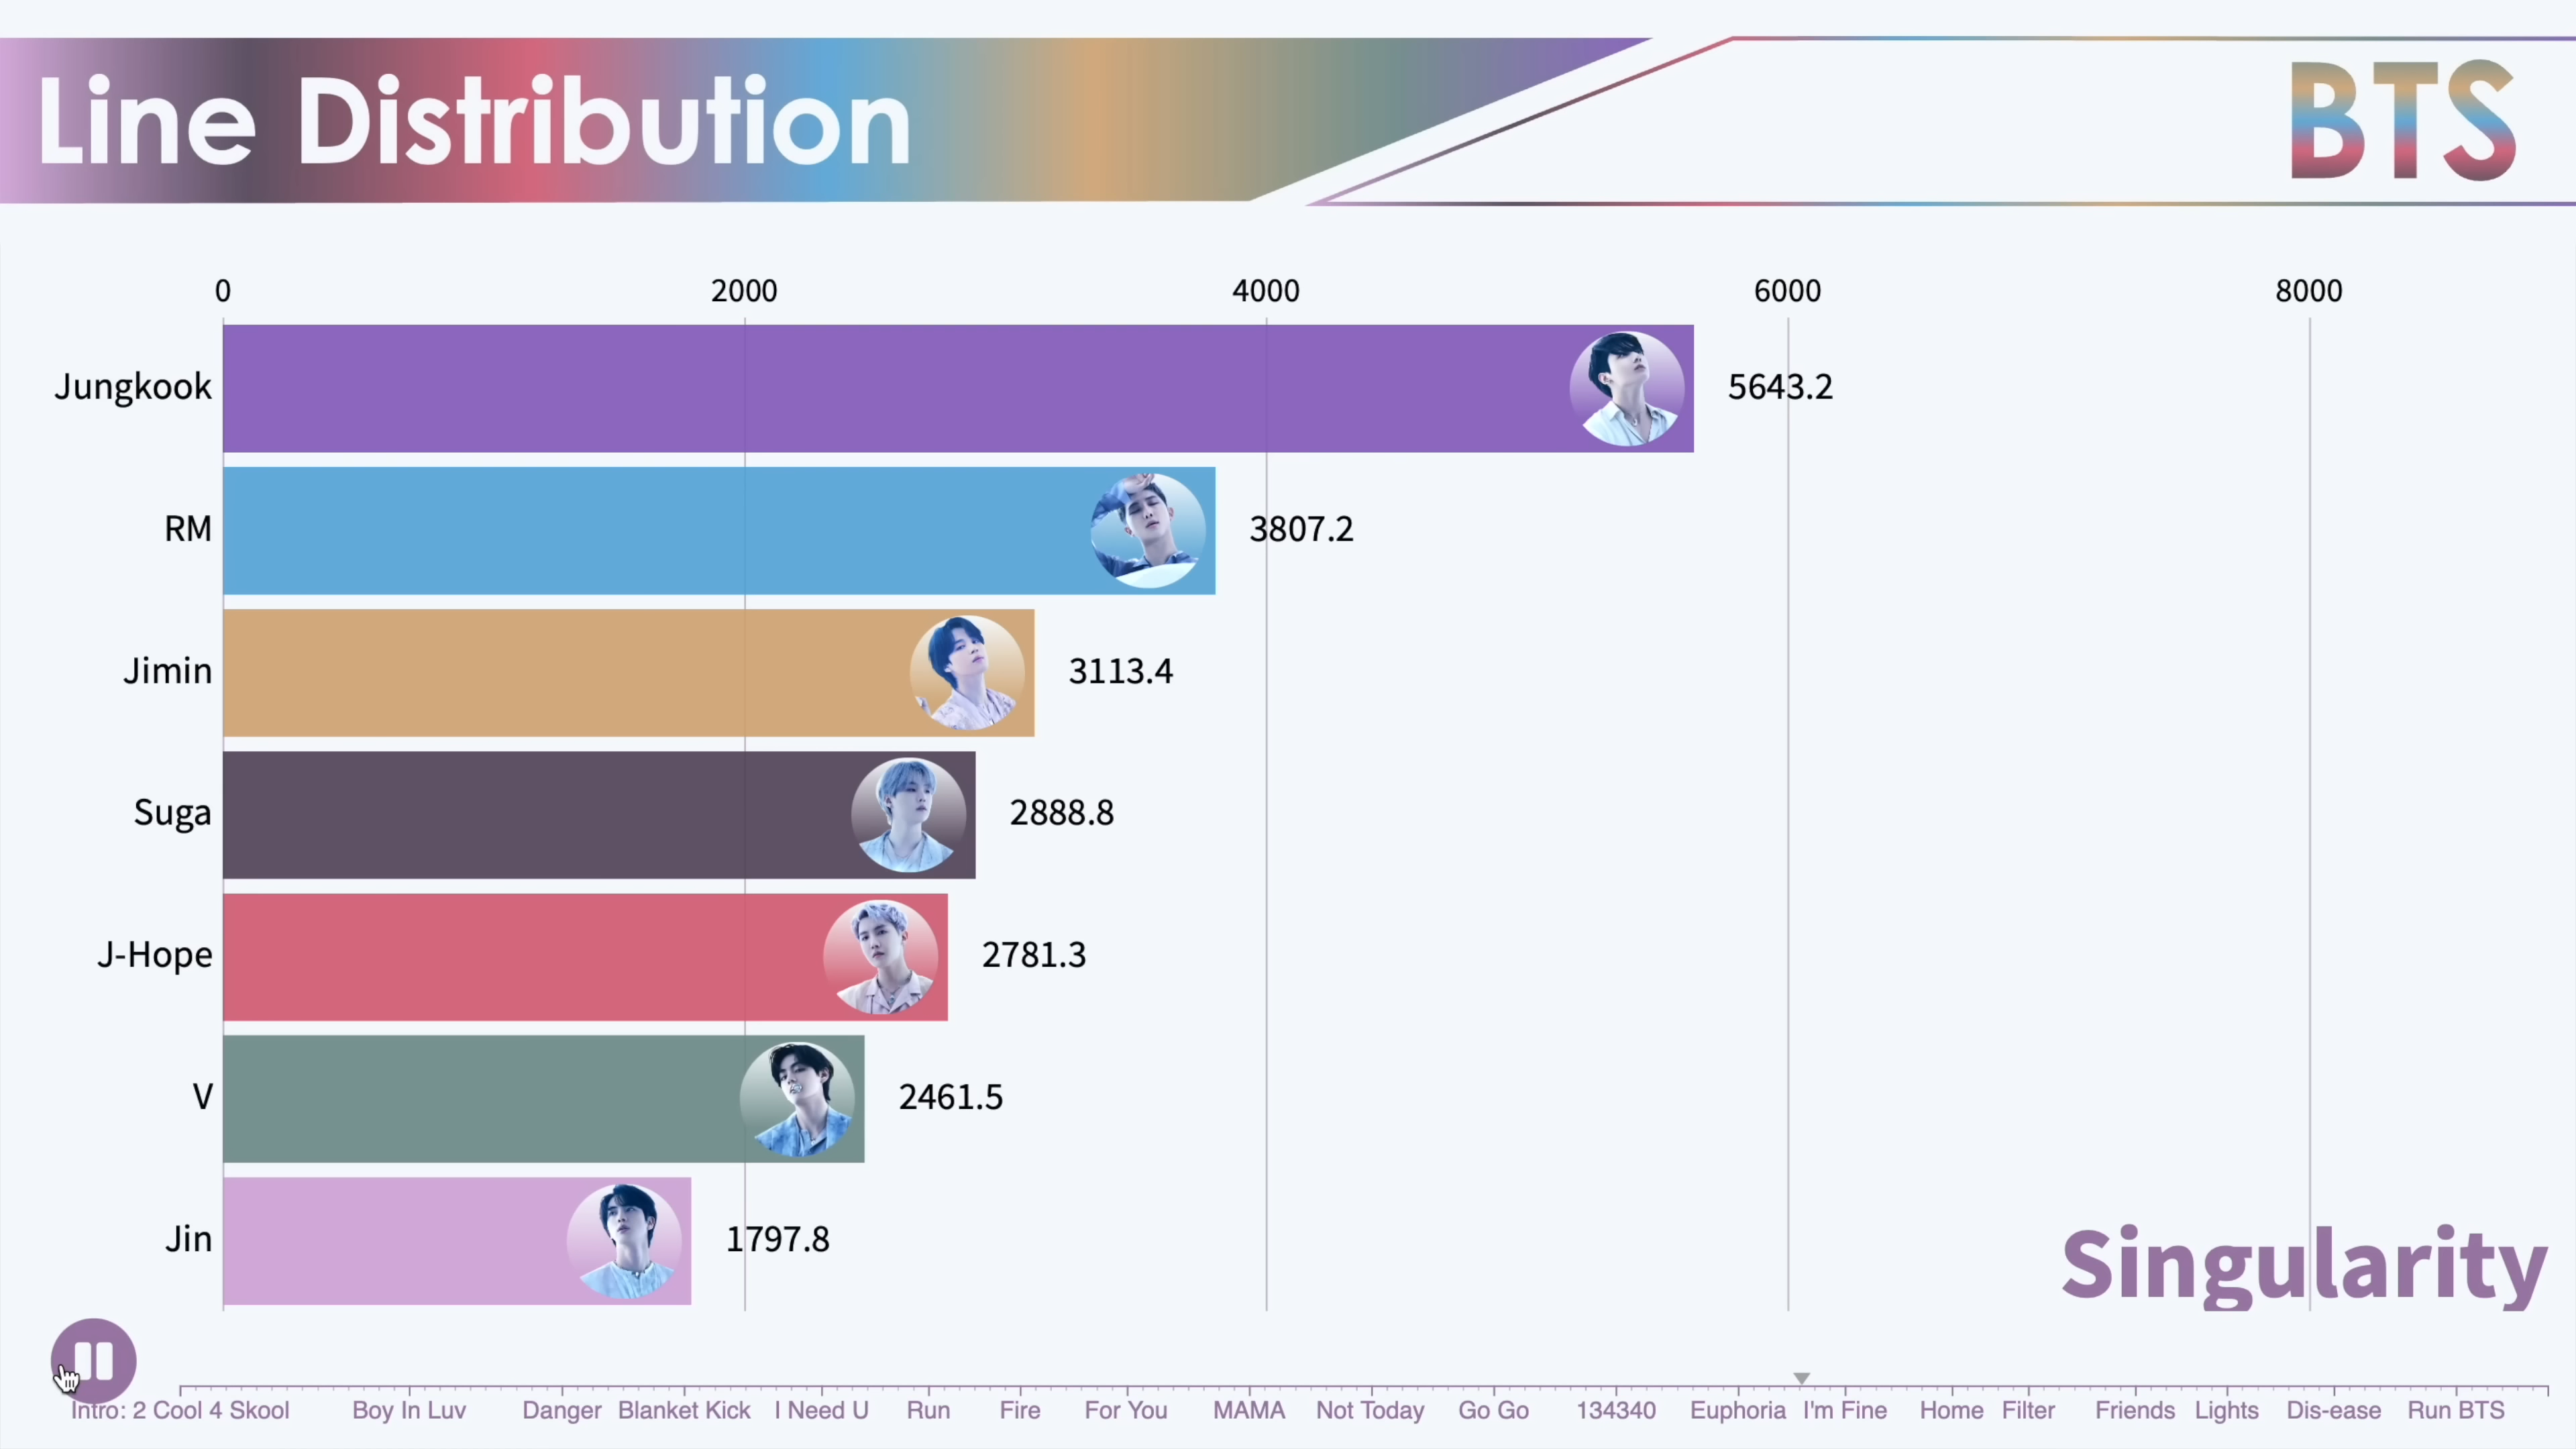 Line Distribution
BTS
0 2000 4000 6000 8000
Jungkook 5643.2
RM 3807.2
Jimin 3113.4
Suga 2888.8
J-Hope 2781.3
V 2461.5
Jin 1797.8
Singularity
Intro: 2 Cool 4 Skool Boy In Luv Danger Blanket Kick I Need U Run Fire For You MAMA Not Today Go Go 134340 Euphoria I'm Fine Home Filter Friends Lights Dis-ease Run BTS